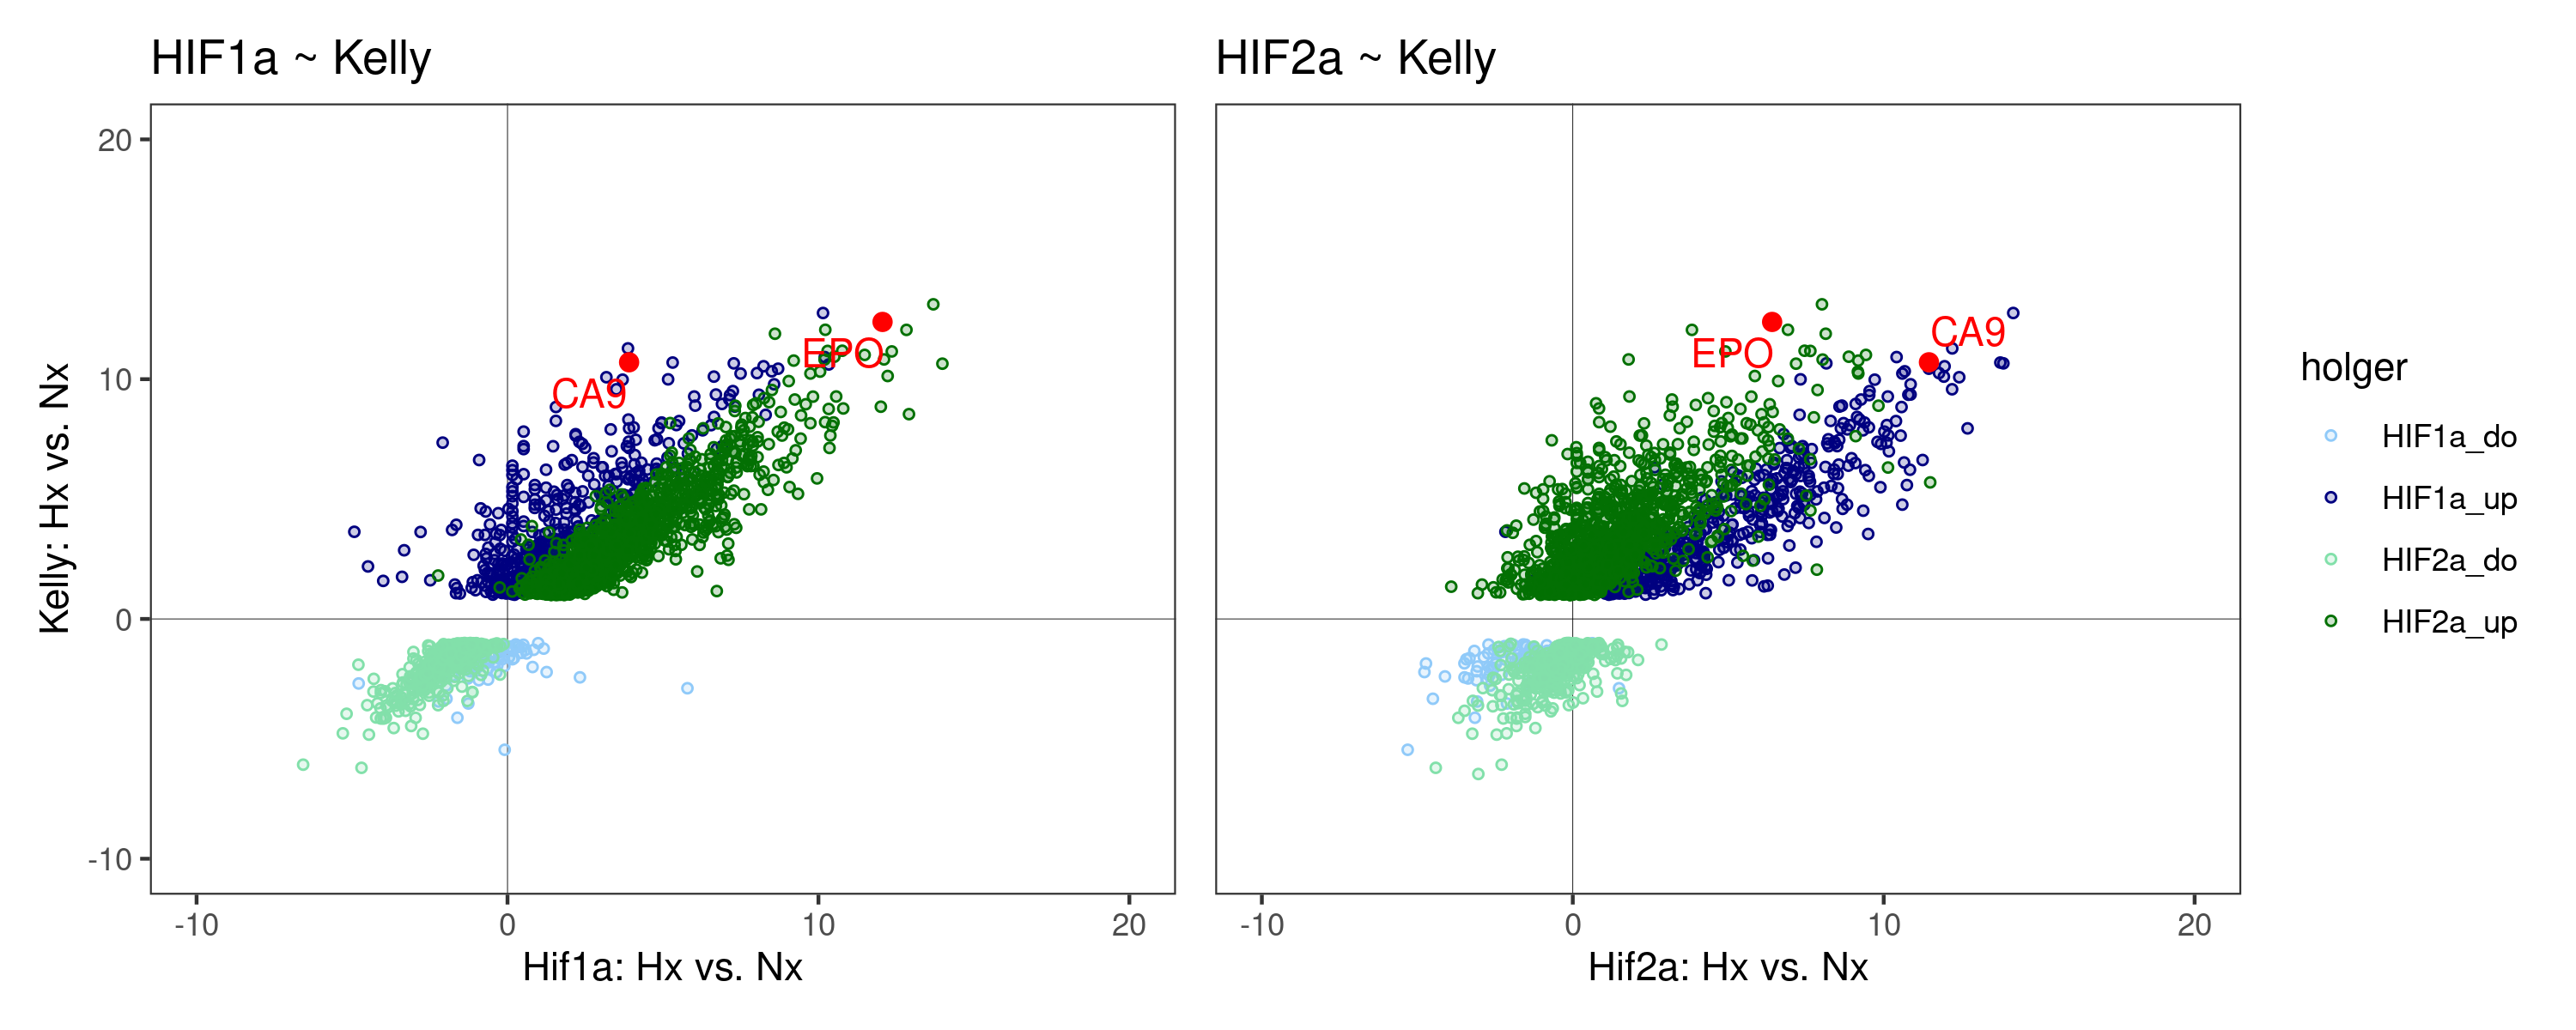 HIF1a ~ Kelly
HIF2a ~ Kelly
Kelly: Hx vs. Nx
20
10
0
-10
CA9
EPO
EPO
CA9
-10
0
10
20
-10
0
10
20
Hif1a: Hx vs. Nx
Hif2a: Hx vs. Nx
holger
HIF1a_do
HIF1a_up
HIF2a_do
HIF2a_up